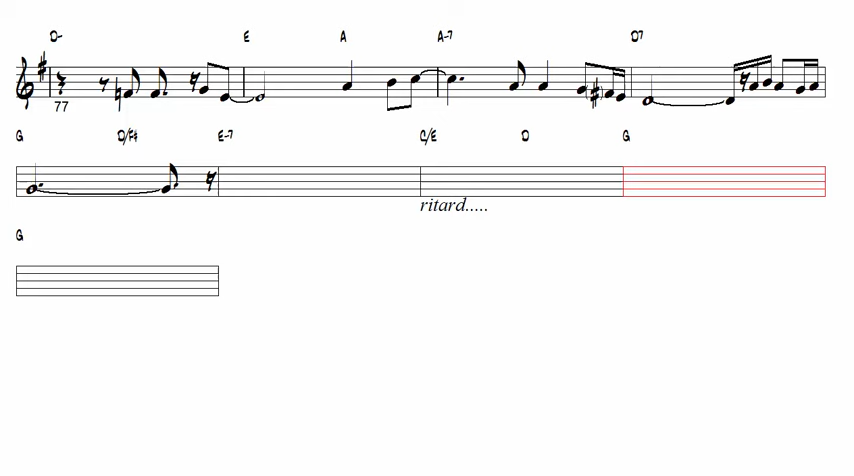 D- E A A-7 D7
77
G D/F# E-7 C/E D G
ritard.....
G